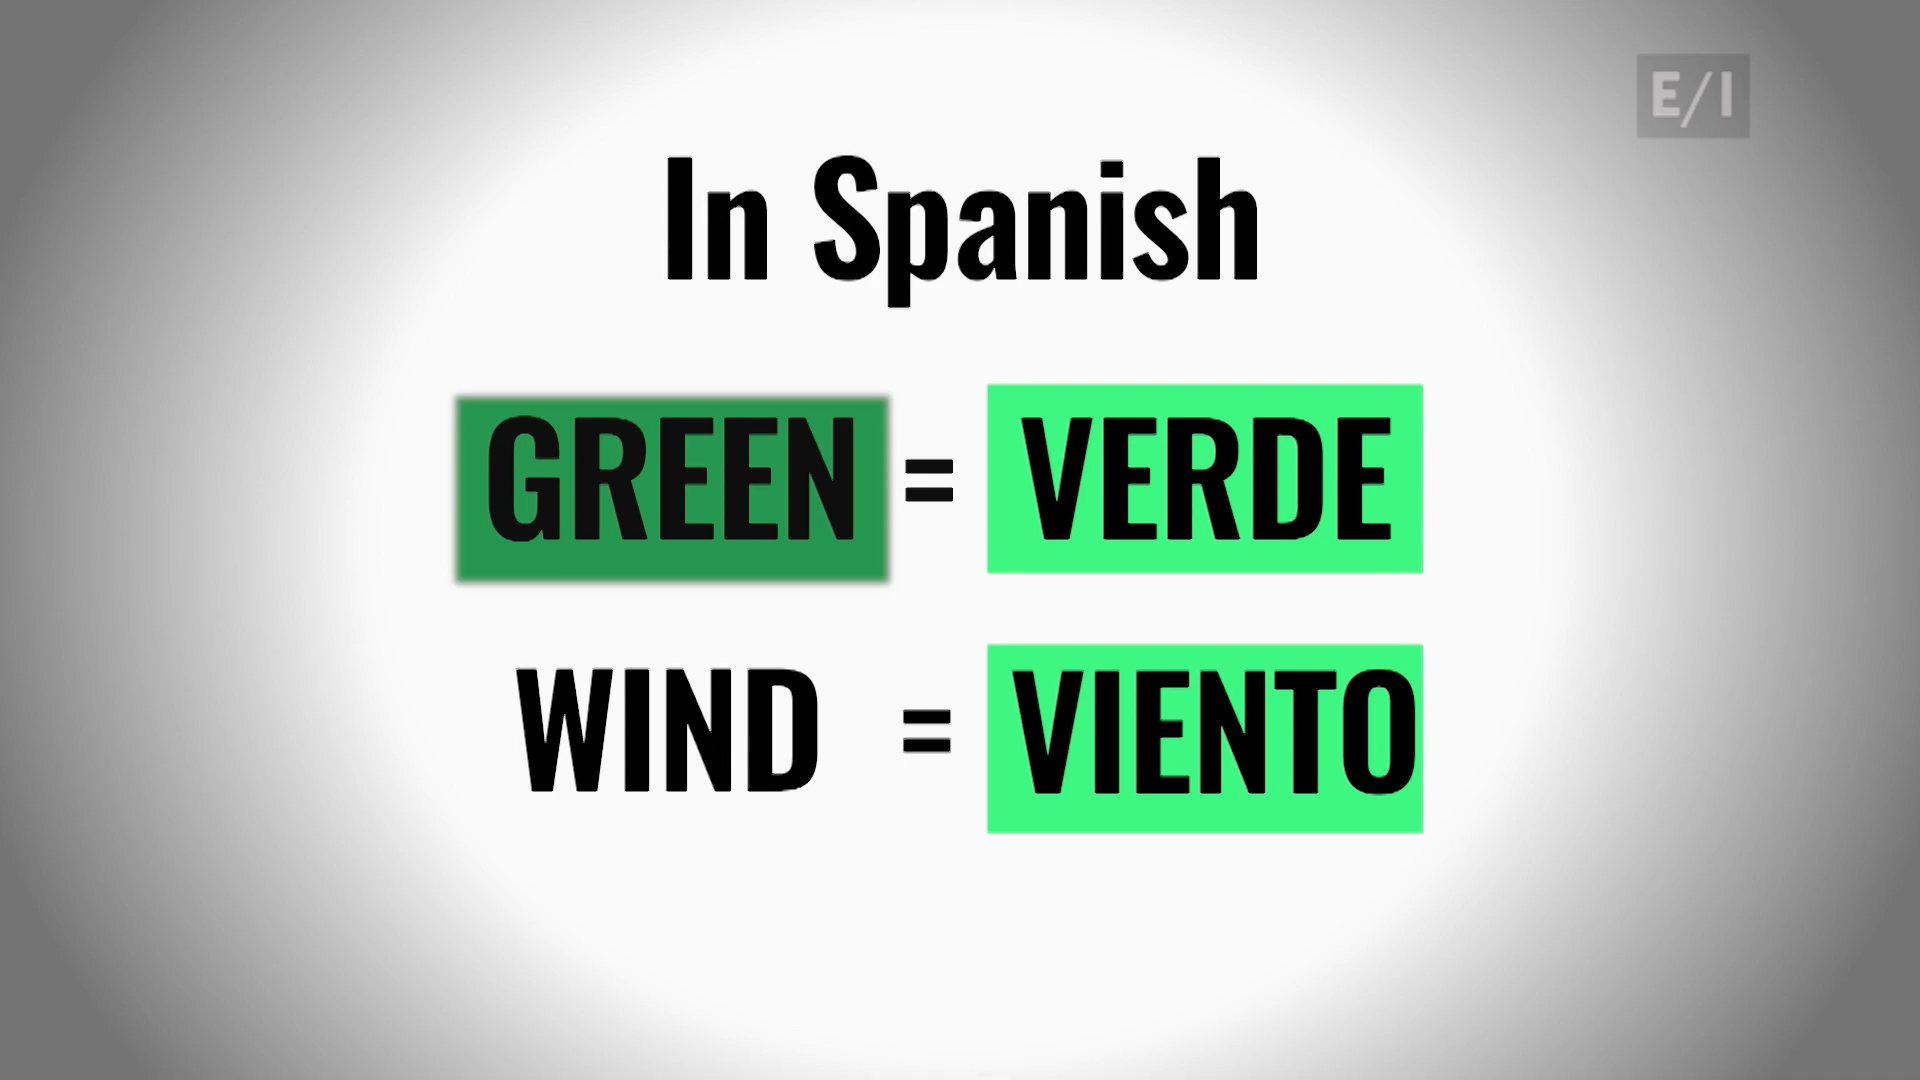 E/I
In Spanish
GREEN = VERDE
WIND = VIENTO